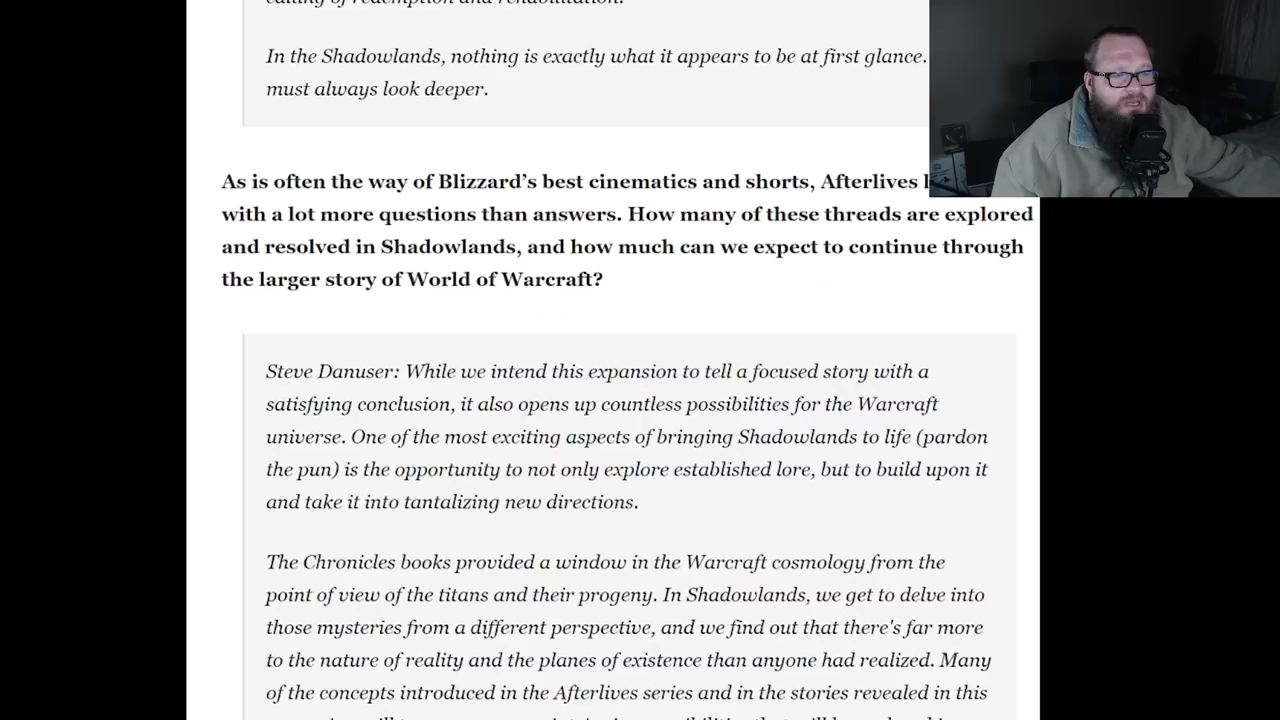 In the Shadowlands, nothing is exactly what it appears to be at first glance.
must always look deeper.
As is often the way of Blizzard’s best cinematics and shorts, Afterlives
with a lot more questions than answers. How many of these threads are explored
and resolved in Shadowlands, and how much can we expect to continue through
the larger story of World of Warcraft?
Steve Danuser: While we intend this expansion to tell a focused story with a
satisfying conclusion, it also opens up countless possibilities for the Warcraft
universe. One of the most exciting aspects of bringing Shadowlands to life (pardon
the pun) is the opportunity to not only explore established lore, but to build upon it
and take it into tantalizing new directions.
The Chronicles books provided a window in the Warcraft cosmology from the
point of view of the titans and their progeny. In Shadowlands, we get to delve into
those mysteries from a different perspective, and we find out that there's far more
to the nature of reality and the planes of existence than anyone had realized. Many
of the concepts introduced in the Afterlives series and in the stories revealed in this